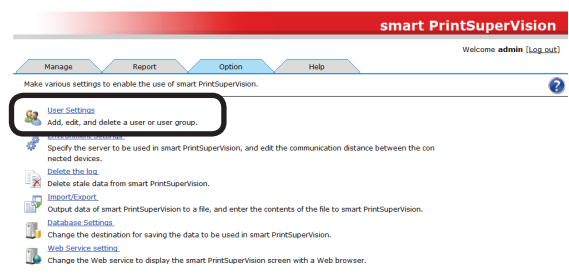 smart PrintSuperVision
Welcome admin [Log out]
Manage Report Option Help
Make various settings to enable the use of smart PrintSuperVision.
User Settings
Add, edit, and delete a user or user group.
Environment Settings
Specify the server to be used in smart PrintSuperVision, and edit the communication distance between the con
nected devices.
Delete the log
Delete stale data from smart PrintSuperVision.
Import/Export
Output data of smart PrintSuperVision to a file, and enter the contents of the file to smart PrintSuperVision.
Database Settings
Change the destination for saving the data to be used in smart PrintSuperVision.
Web Service setting
Change the Web service to display the smart PrintSuperVision screen with a Web browser.